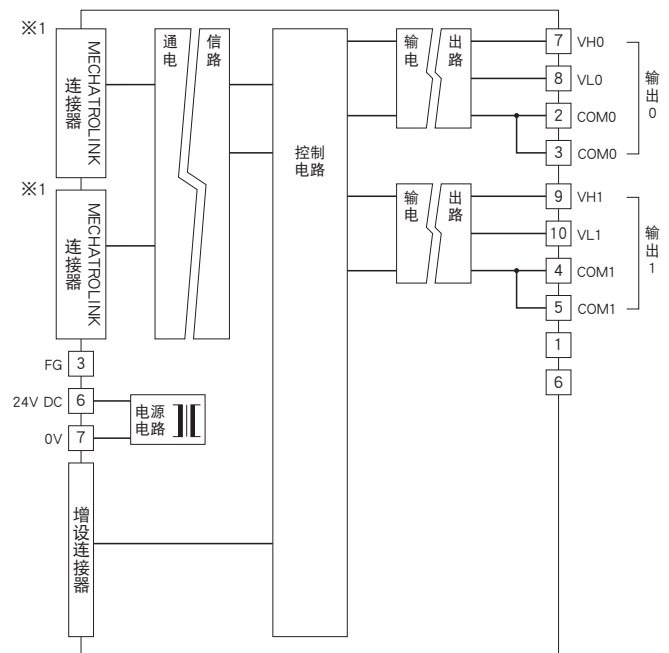 ※1
MECHATROLINK
连接器
※1
MECHATROLINK
连接器
通信
电路
控制
电路
输出
电路
7 VH0
8 VL0
2 COM0
3 COM0
输出0
输出
电路
9 VH1
10 VL1
4 COM1
5 COM1
输出1
1
6
FG 3
24V DC 6
0V 7
电源
电路
增设连接器